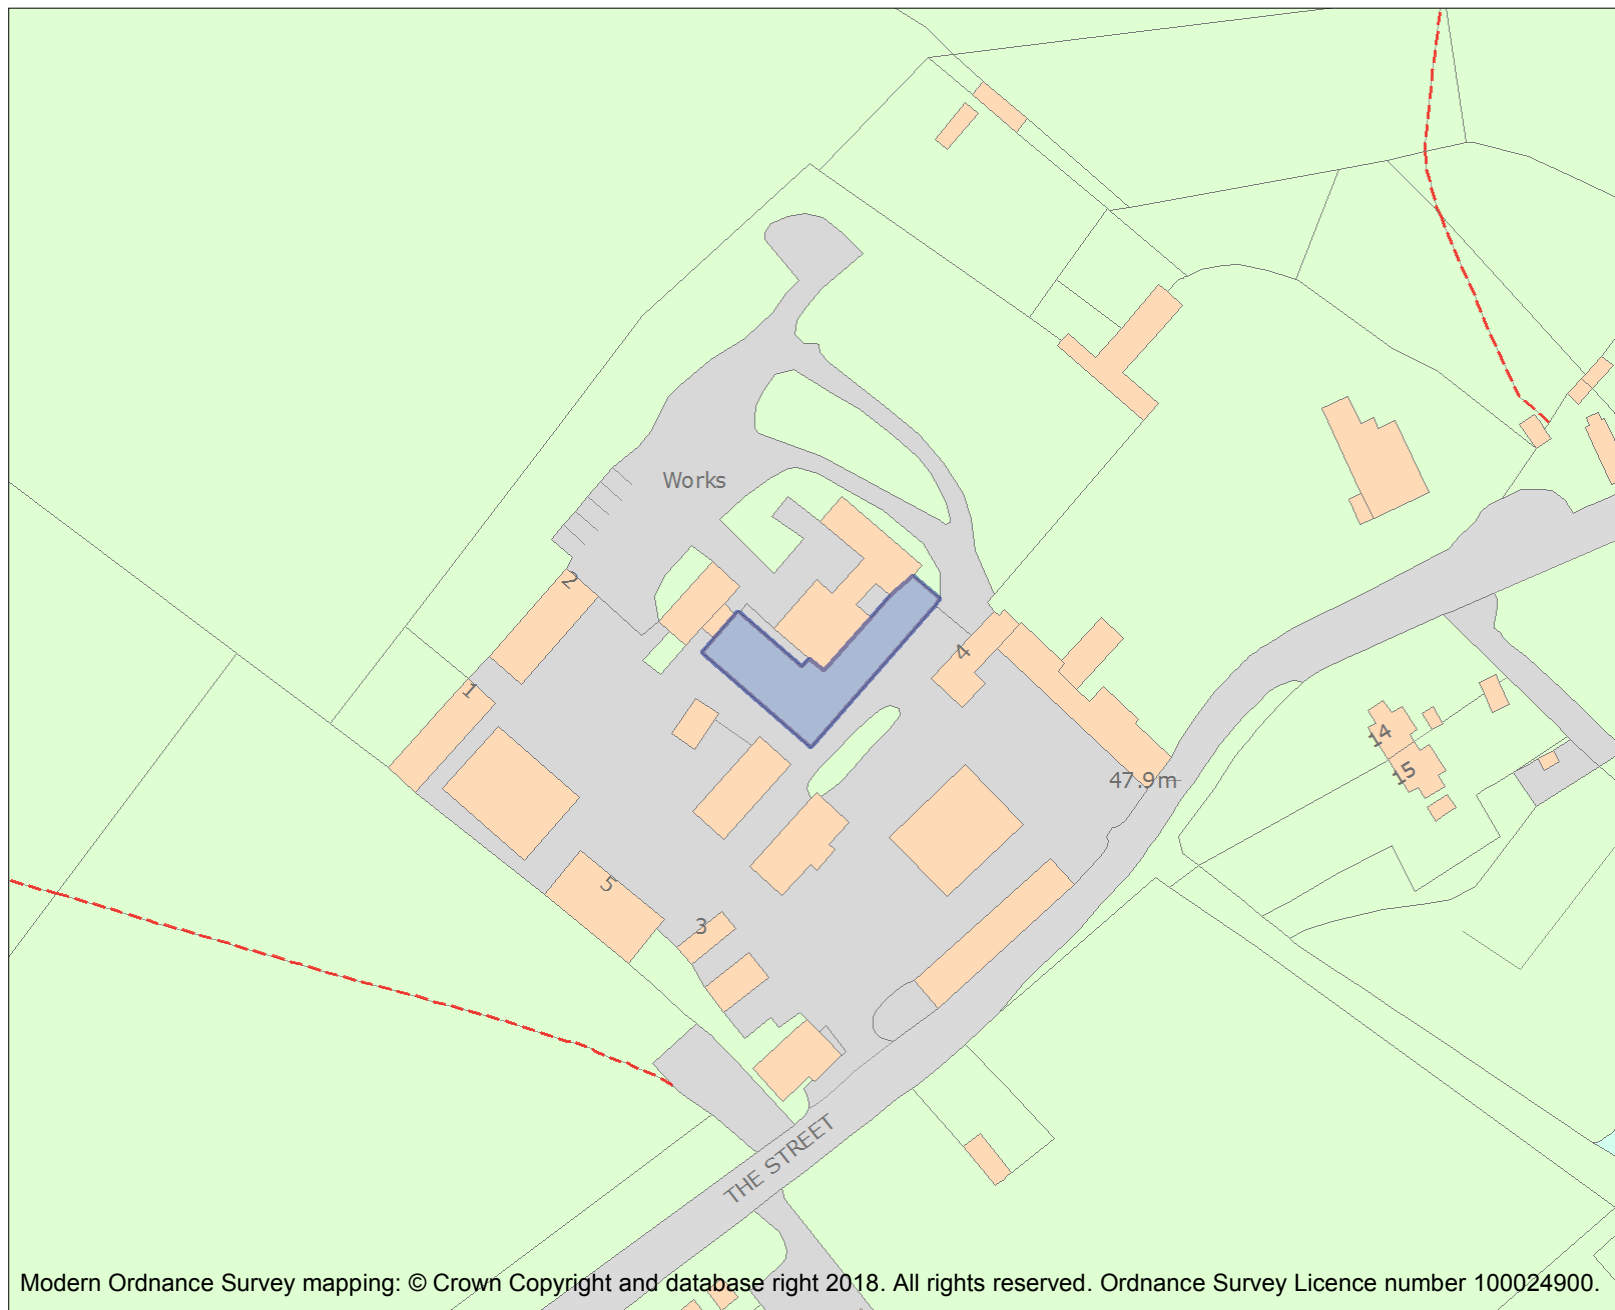 Works
2
4
1
14
15
47.9m
5
3
THE STREET
Modern Ordnance Survey mapping: © Crown Copyright and database right 2018. All rights reserved. Ordnance Survey Licence number 100024900.